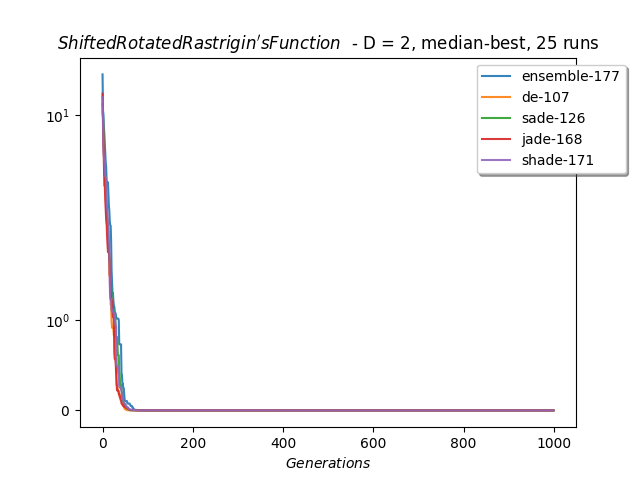 ShiftedRotatedRastrigin'sFunction - D = 2, median-best, 25 runs
ensemble-177
de-107
sade-126
jade-168
shade-171
10¹
10⁰
0
0 200 400 600 800 1000
Generations